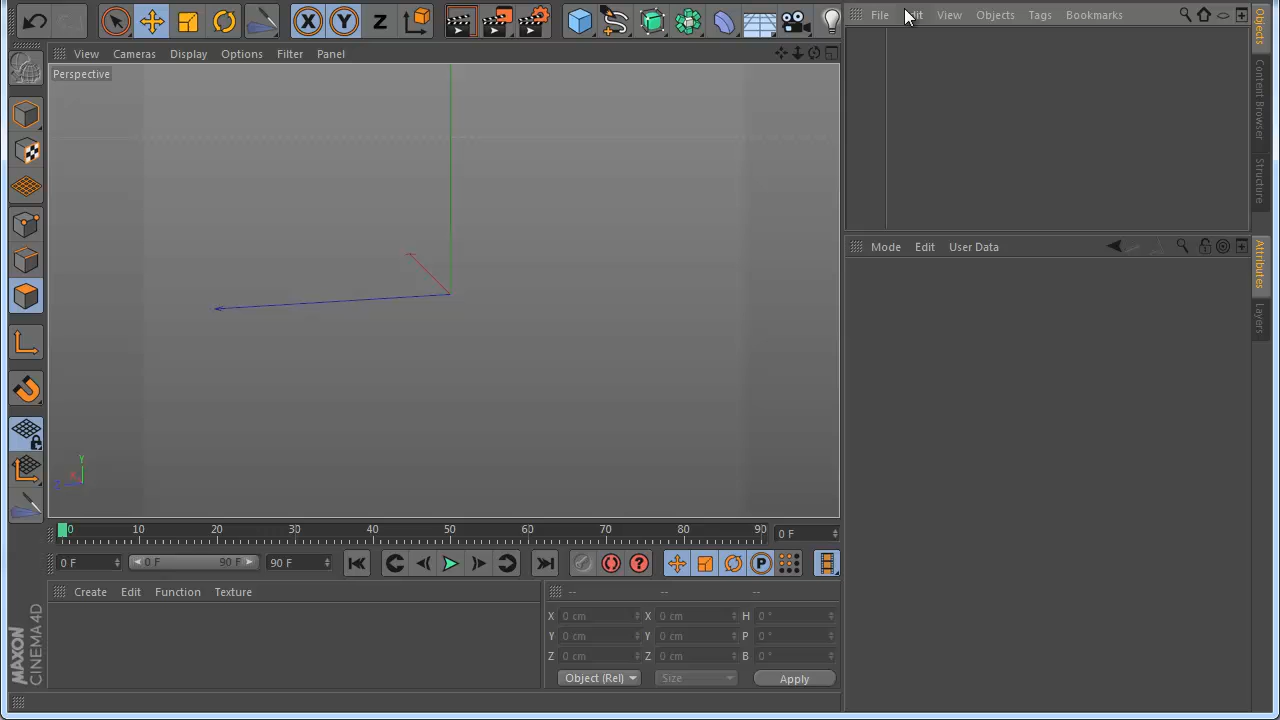 File Edit View Objects Tags Bookmarks
Objects
Content Browser
Structure
X Y Z
View Cameras Display Options Filter Panel
Perspective
Y
X
Z
Mode Edit User Data
Attributes
Layers
0 10 20 30 40 50 60 70 80 90 0 F
0 F 0 F 90 F 90 F P
Create Edit Function Texture -- -- --
X 0 cm X 0 cm H 0 °
Y 0 cm Y 0 cm P 0 °
Z 0 cm Z 0 cm B 0 °
Object (Rel) Size Apply
MAXON
CINEMA 4D